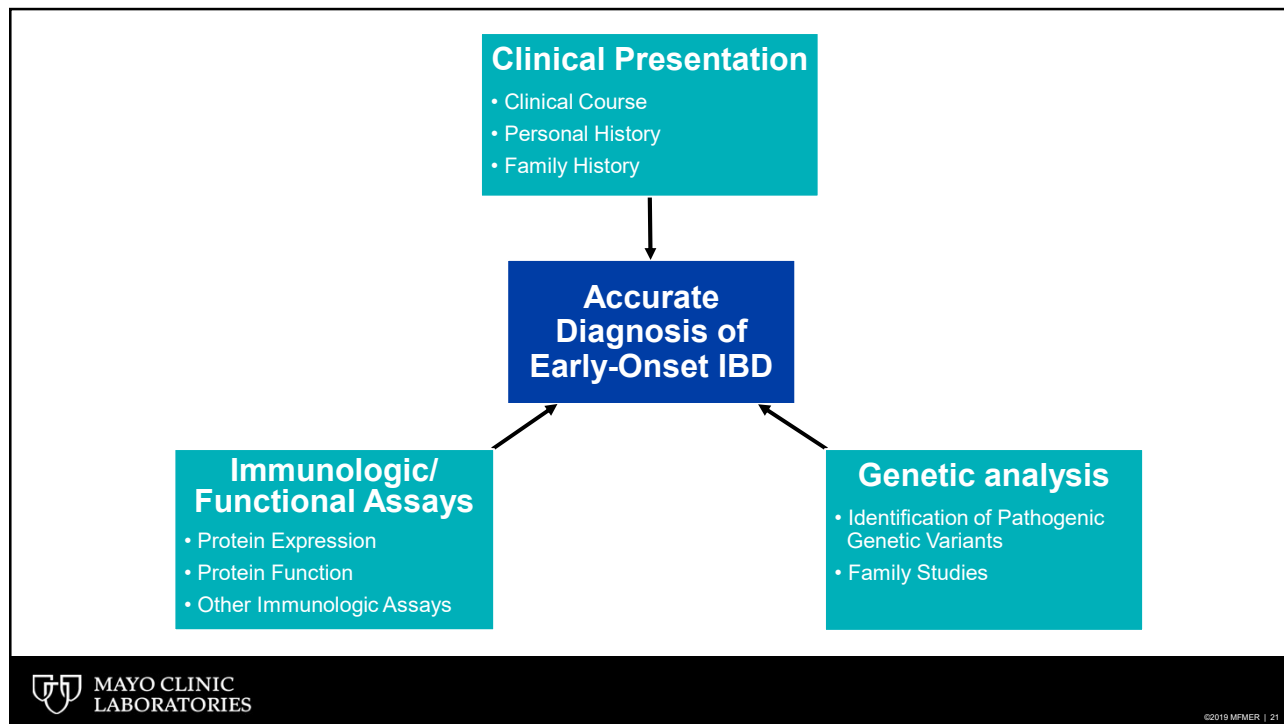 Clinical Presentation
• Clinical Course
• Personal History
• Family History
Accurate
Diagnosis of
Early-Onset IBD
Immunologic/
Functional Assays
• Protein Expression
• Protein Function
• Other Immunologic Assays
Genetic analysis
• Identification of Pathogenic
Genetic Variants
• Family Studies
MAYO CLINIC
LABORATORIES
©2019 MFMER | 21